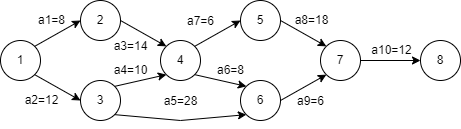 a1=8
2
a3=14
a7=6
5
a8=18
1
a4=10
4
a6=8
7
a10=12
8
a2=12
3
a5=28
6
a9=6